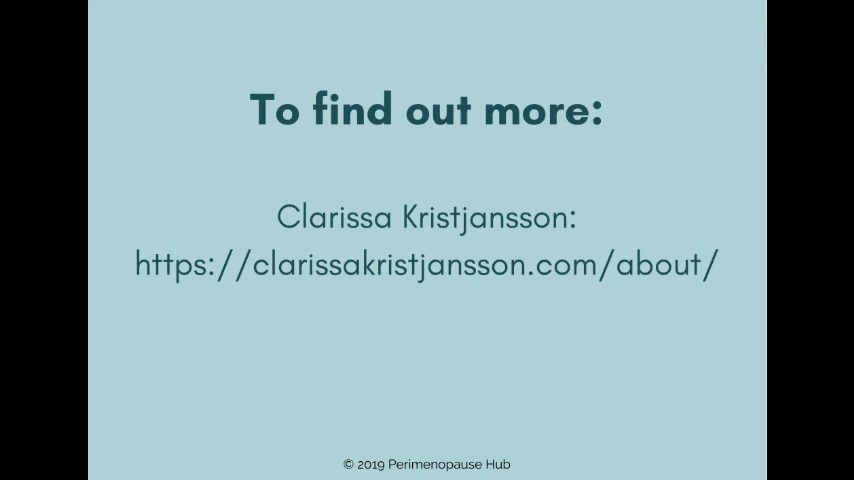 To find out more:
Clarissa Kristjansson:
https://clarissakristjansson.com/about/
© 2019 Perimenopause Hub